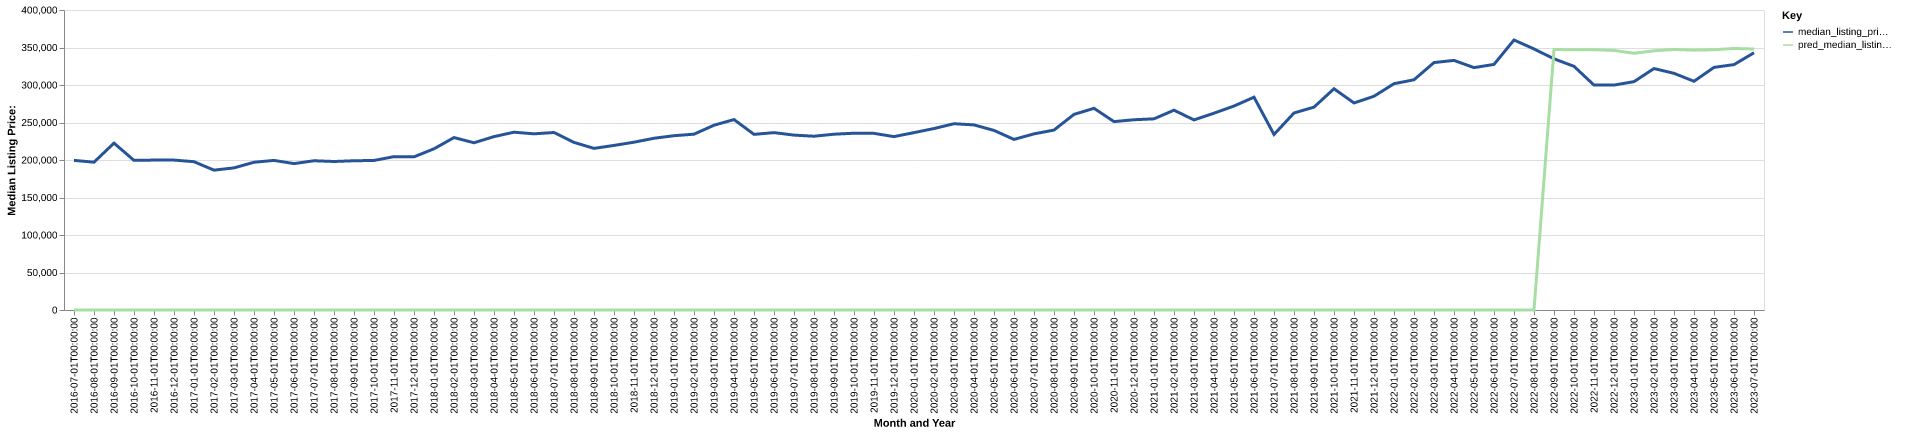 400,000
350,000
300,000
250,000
200,000
150,000
100,000
50,000
0
Median Listing Price:
2016-07-01T00:00:00
2016-08-01T00:00:00
2016-09-01T00:00:00
2016-10-01T00:00:00
2016-11-01T00:00:00
2016-12-01T00:00:00
2017-01-01T00:00:00
2017-02-01T00:00:00
2017-03-01T00:00:00
2017-04-01T00:00:00
2017-05-01T00:00:00
2017-06-01T00:00:00
2017-07-01T00:00:00
2017-08-01T00:00:00
2017-09-01T00:00:00
2017-10-01T00:00:00
2017-11-01T00:00:00
2017-12-01T00:00:00
2018-01-01T00:00:00
2018-02-01T00:00:00
2018-03-01T00:00:00
2018-04-01T00:00:00
2018-05-01T00:00:00
2018-06-01T00:00:00
2018-07-01T00:00:00
2018-08-01T00:00:00
2018-09-01T00:00:00
2018-10-01T00:00:00
2018-11-01T00:00:00
2018-12-01T00:00:00
2019-01-01T00:00:00
2019-02-01T00:00:00
2019-03-01T00:00:00
2019-04-01T00:00:00
2019-05-01T00:00:00
2019-06-01T00:00:00
2019-07-01T00:00:00
2019-08-01T00:00:00
2019-09-01T00:00:00
2019-10-01T00:00:00
2019-11-01T00:00:00
2019-12-01T00:00:00
2020-01-01T00:00:00
2020-02-01T00:00:00
2020-03-01T00:00:00
2020-04-01T00:00:00
2020-05-01T00:00:00
2020-06-01T00:00:00
2020-07-01T00:00:00
2020-08-01T00:00:00
2020-09-01T00:00:00
2020-10-01T00:00:00
2020-11-01T00:00:00
2020-12-01T00:00:00
2021-01-01T00:00:00
2021-02-01T00:00:00
2021-03-01T00:00:00
2021-04-01T00:00:00
2021-05-01T00:00:00
2021-06-01T00:00:00
2021-07-01T00:00:00
2021-08-01T00:00:00
2021-09-01T00:00:00
2021-10-01T00:00:00
2021-11-01T00:00:00
2021-12-01T00:00:00
2022-01-01T00:00:00
2022-02-01T00:00:00
2022-03-01T00:00:00
2022-04-01T00:00:00
2022-05-01T00:00:00
2022-06-01T00:00:00
2022-07-01T00:00:00
2022-08-01T00:00:00
2022-09-01T00:00:00
2022-10-01T00:00:00
2022-11-01T00:00:00
2022-12-01T00:00:00
2023-01-01T00:00:00
2023-02-01T00:00:00
2023-03-01T00:00:00
2023-04-01T00:00:00
2023-05-01T00:00:00
2023-06-01T00:00:00
2023-07-01T00:00:00
Month and Year
Key
median_listing_pri…
pred_median_listin…